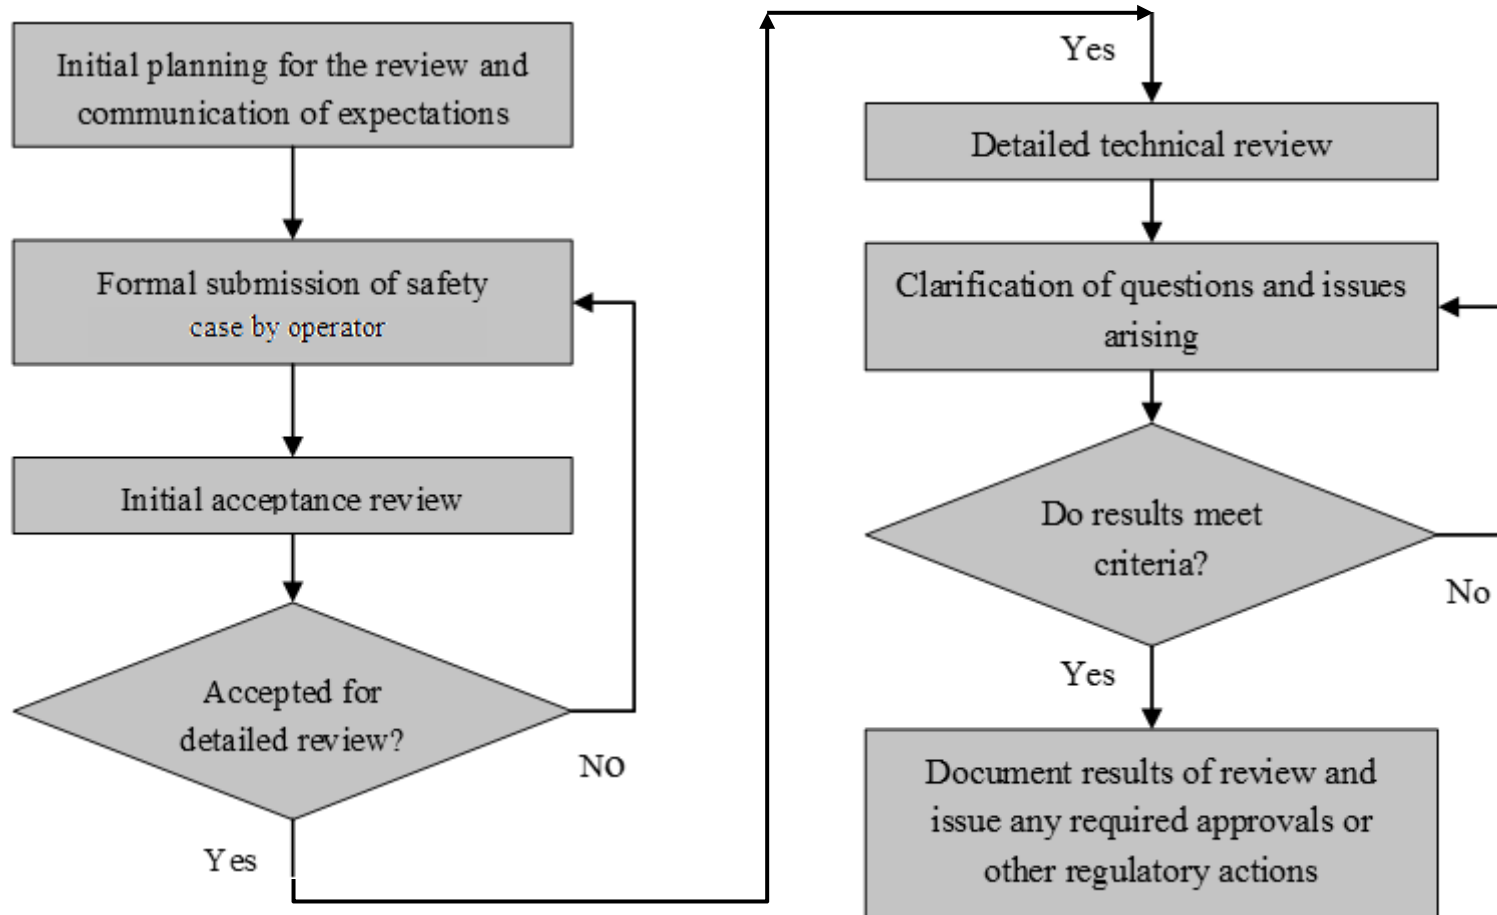 Initial planning for the review and
communication of expectations
Formal submission of safety
case by operator
Initial acceptance review
Accepted for
detailed review?
No
Yes
Yes
Detailed technical review
Clarification of questions and issues
arising
Do results meet
criteria?
No
Yes
Document results of review and
issue any required approvals or
other regulatory actions